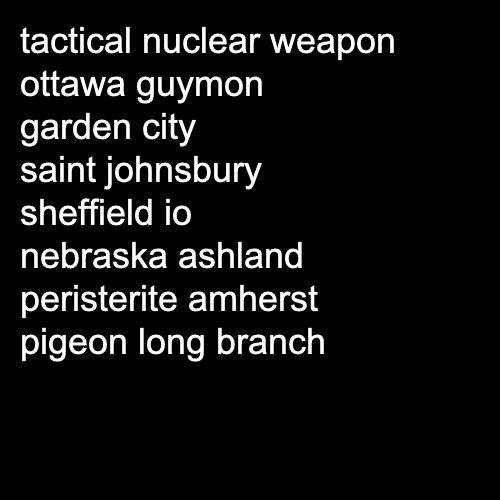 tactical nuclear weapon
ottawa guymon
garden city
saint johnsbury
sheffield io
nebraska ashland
peristerite amherst
pigeon long branch